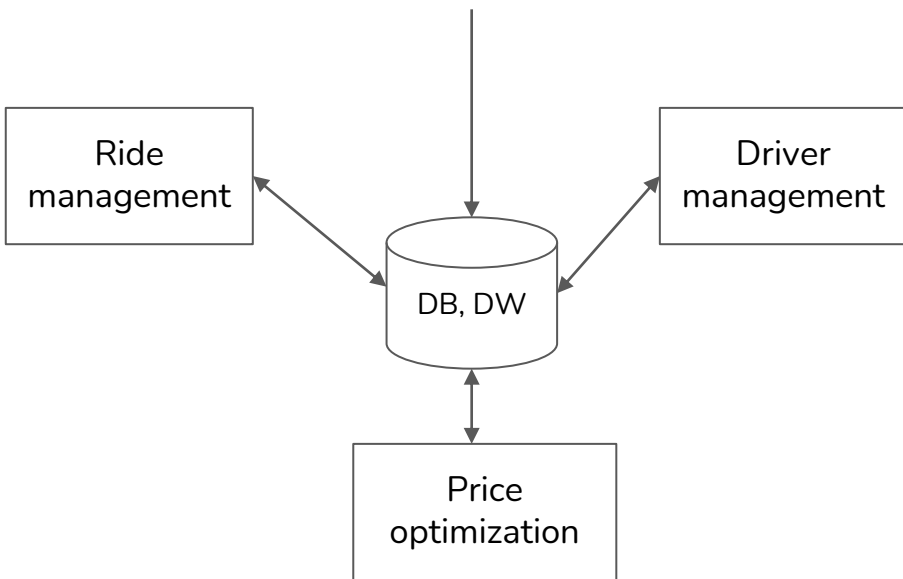 Ride
management
Driver
management
DB, DW
Price
optimization